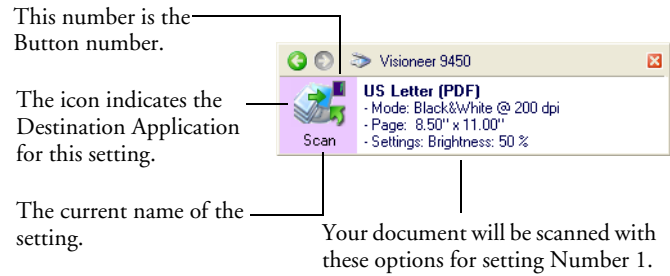 This number is the
Button number.
Visioneer 9450
US Letter (PDF)
- Mode: Black&White @ 200 dpi
- Page: 8.50" x 11.00"
- Settings: Brightness: 50 %
Scan
The icon indicates the
Destination Application
for this setting.
The current name of the
setting.
Your document will be scanned with
these options for setting Number 1.